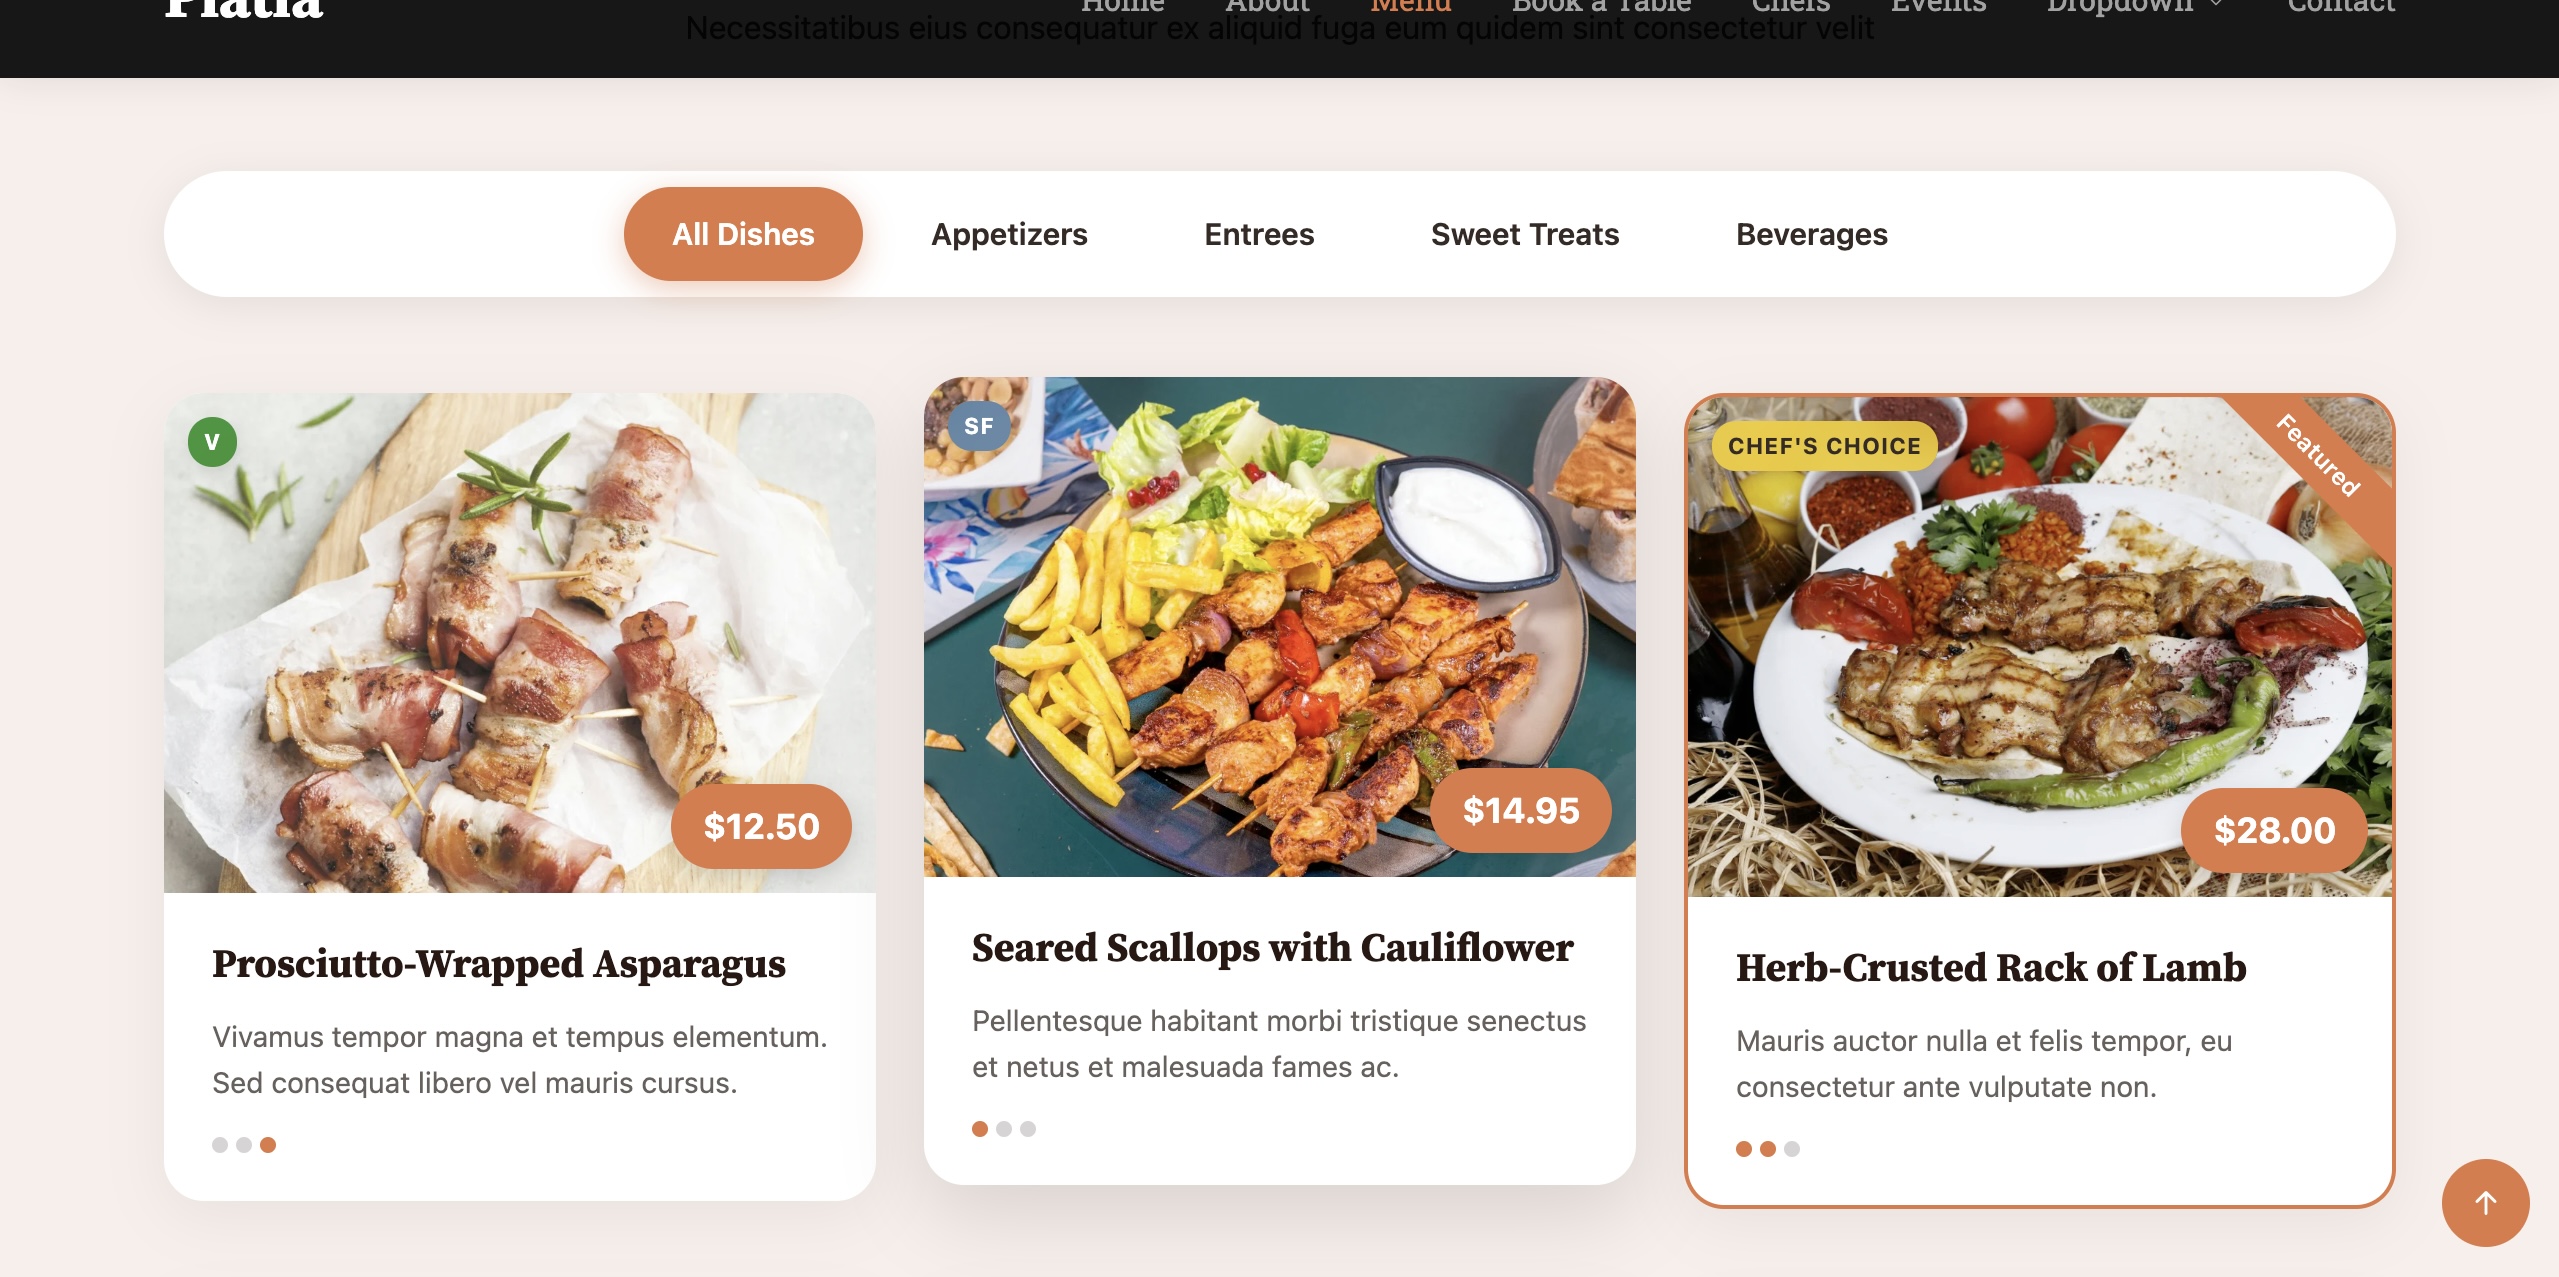 Platia
Home About Menu Book a Table Chefs Events Dropdown Contact
Necessitatibus eius consequatur ex aliquid fuga eum quidem sint consectetur velit
All Dishes Appetizers Entrees Sweet Treats Beverages
V
$12.50
Prosciutto-Wrapped Asparagus
Vivamus tempor magna et tempus elementum.
Sed consequat libero vel mauris cursus.
SF
$14.95
Seared Scallops with Cauliflower
Pellentesque habitant morbi tristique senectus
et netus et malesuada fames ac.
CHEF'S CHOICE
Featured
$28.00
Herb-Crusted Rack of Lamb
Mauris auctor nulla et felis tempor, eu
consectetur ante vulputate non.